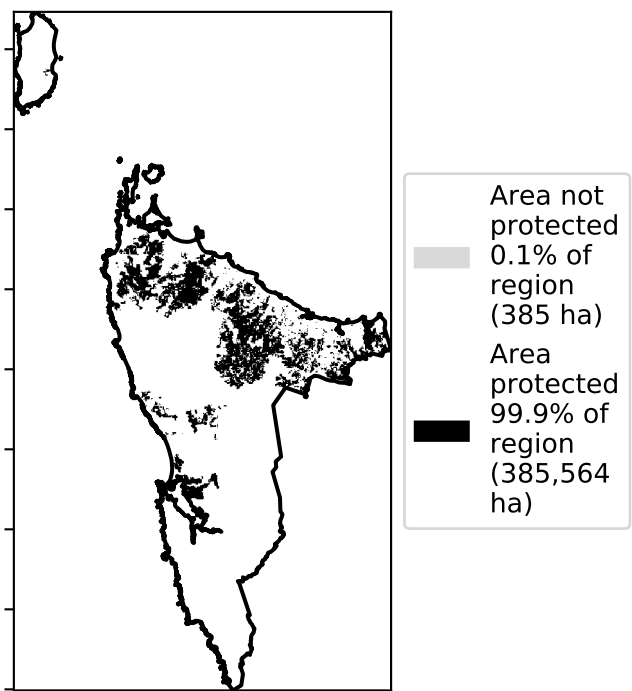 Area not
protected
0.1% of
region
(385 ha)
Area
protected
99.9% of
region
(385,564
ha)